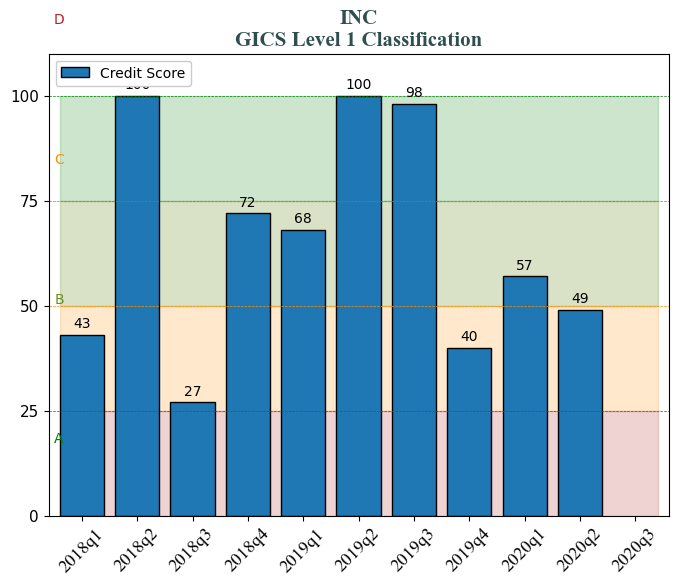 D
INC
GICS Level 1 Classification
Credit Score
100
100
100
98
C
75
72
68
57
B
50
43
49
40
27
25
A
0
2018q1
2018q2
2018q3
2018q4
2019q1
2019q2
2019q3
2019q4
2020q1
2020q2
2020q3